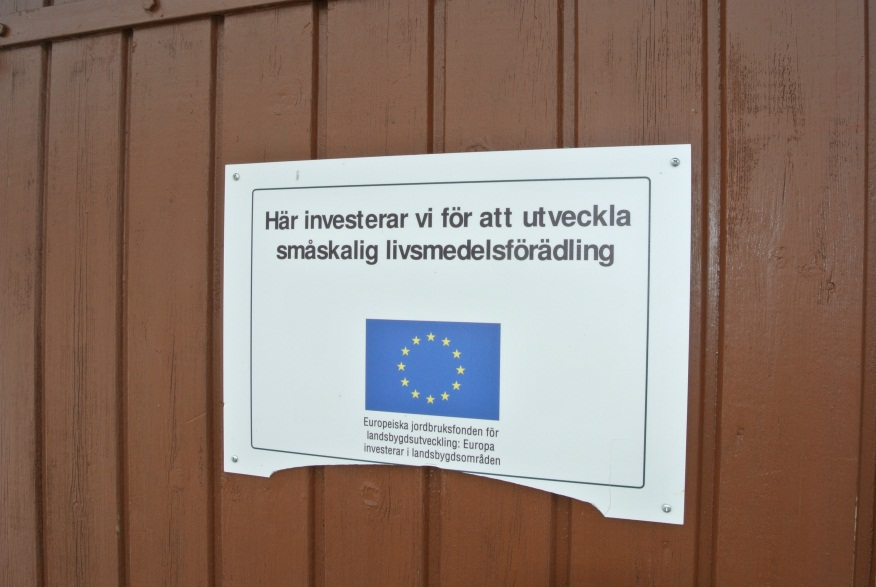 Här investerar vi för att utveckla
småskalig livsmedelsförädling
Europeiska jordbruksfonden för
landsbygdsutveckling: Europa
investerar i landsbygdsområden